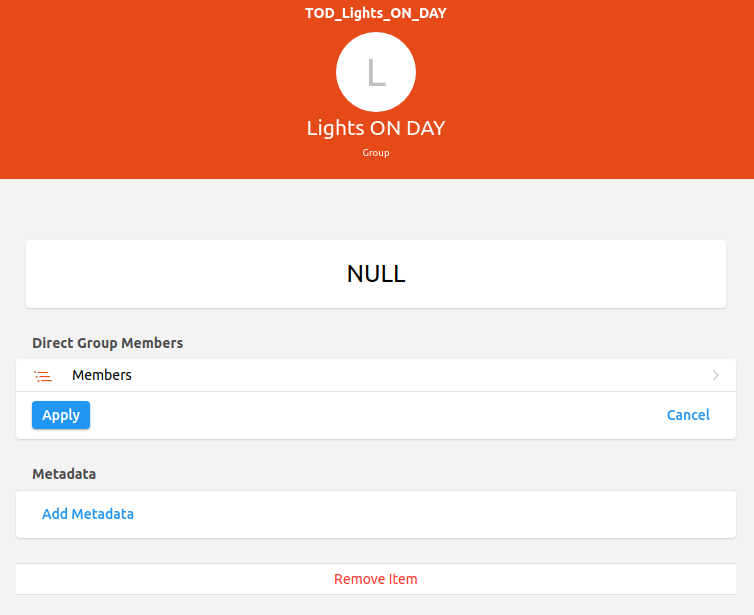 TOD_Lights_ON_DAY
L
Lights ON DAY
Group
NULL
Direct Group Members
Members
Apply
Cancel
Metadata
Add Metadata
Remove Item